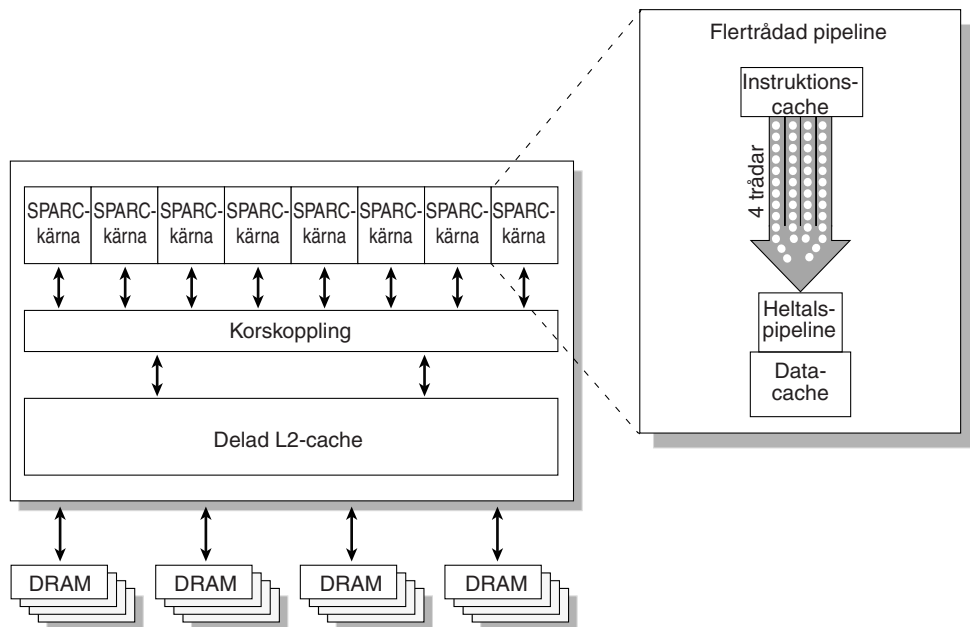 Flertrådad pipeline
Instruktions-
cache
4 trådar
Heltals-
pipeline
Data-
cache
SPARC-
kärna
SPARC-
kärna
SPARC-
kärna
SPARC-
kärna
SPARC-
kärna
SPARC-
kärna
SPARC-
kärna
SPARC-
kärna
Korskoppling
Delad L2-cache
DRAM
DRAM
DRAM
DRAM